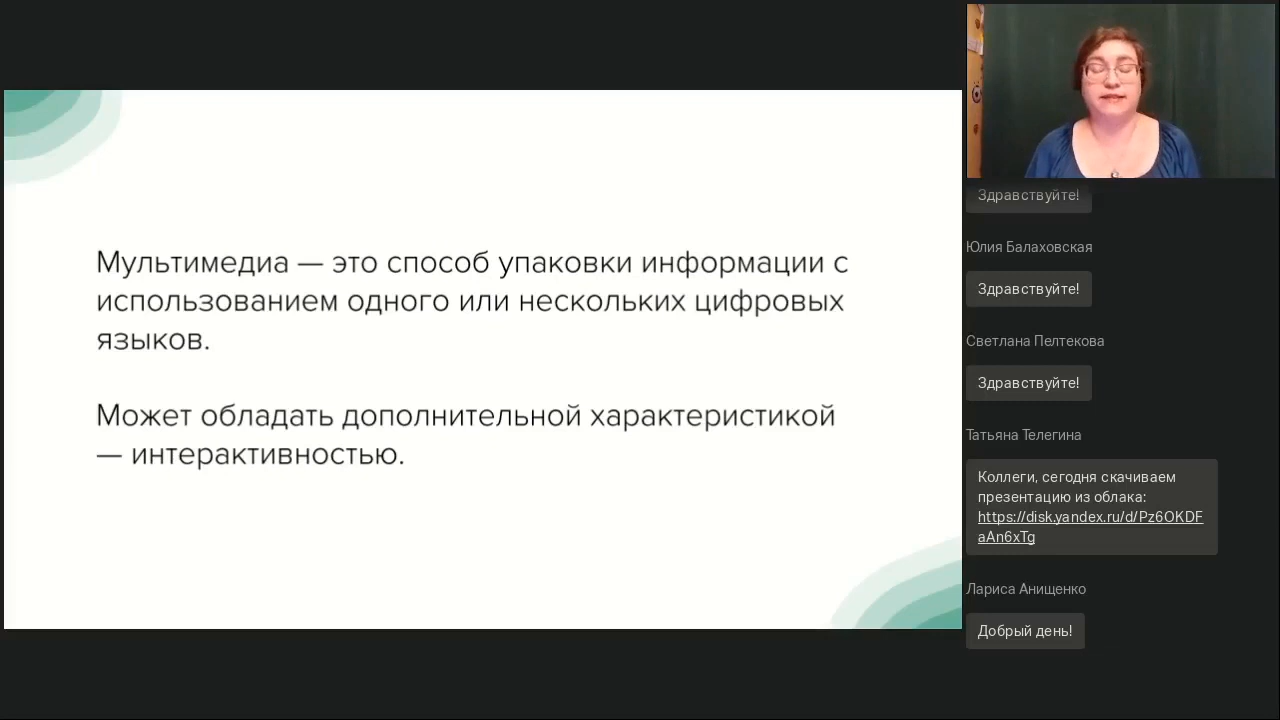 Мультимедиа — это способ упаковки информации с
использованием одного или нескольких цифровых
языков.
Может обладать дополнительной характеристикой
— интерактивностью.
Здравствуйте!
Юлия Балаховская
Здравствуйте!
Светлана Пелтекова
Здравствуйте!
Татьяна Телегина
Коллеги, сегодня скачиваем
презентацию из облака:
https://disk.yandex.ru/d/Pz6OKDF
aAn6xTg
Лариса Анищенко
Добрый день!